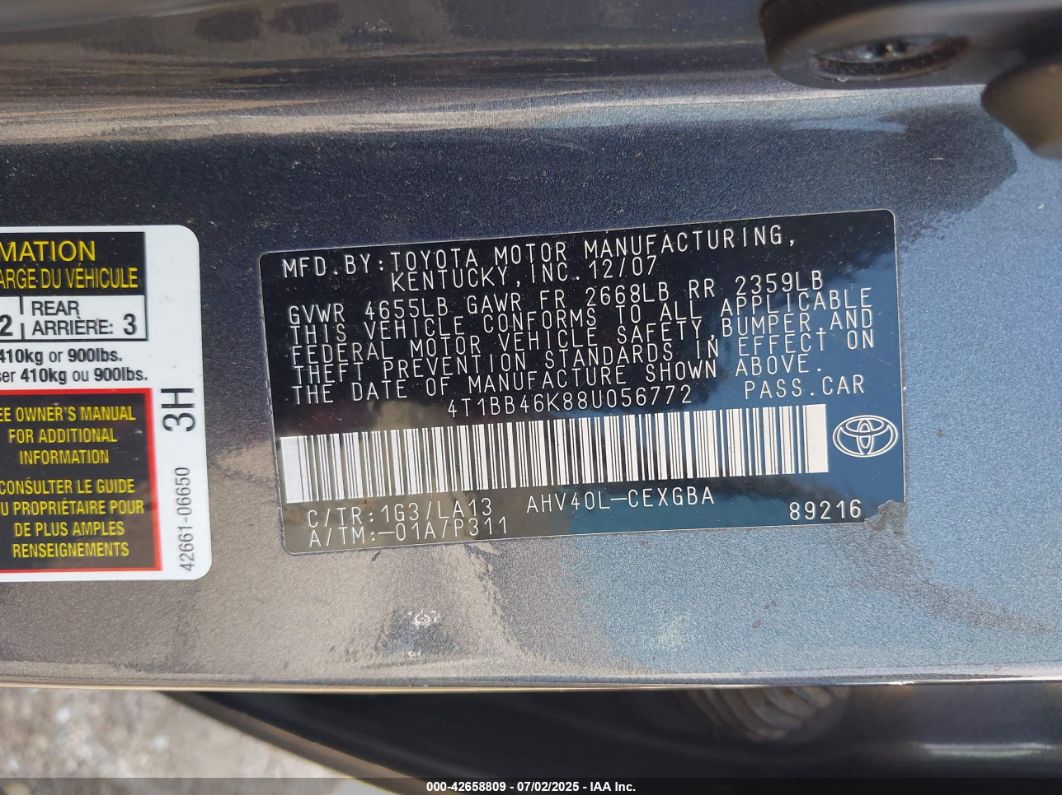 MATION
ARGE DU VÉHICULE
2 REAR
ARRIÈRE: 3
410kg or 900lbs.
ser 410kg ou 900lbs.
EE OWNER'S MANUAL
FOR ADDITIONAL
INFORMATION
CONSULTER LE GUIDE
U PROPRIÉTAIRE POUR
DE PLUS AMPLES
RENSEIGNEMENTS
3H
42661-06650
MFD.BY:TOYOTA MOTOR MANUFACTURING,
KENTUCKY,INC.12/07
GVWR 4655LB GAWR FR 2668LB RR 2359LB
THIS VEHICLE CONFORMS TO ALL APPLICABLE
FEDERAL MOTOR VEHICLE SAFETY BUMPER,AND
THEFT PREVENTION STANDARDS IN EFFECT ON
THE DATE OF MANUFACTURE SHOWN ABOVE.
4T1BB46K88U056772 PASS.CAR
C/TR:1G3/LA13 AHV40L-CEXGBA
A/TM:-01A/P311 89216
000-42658809 - 07/02/2025 - IAA Inc.